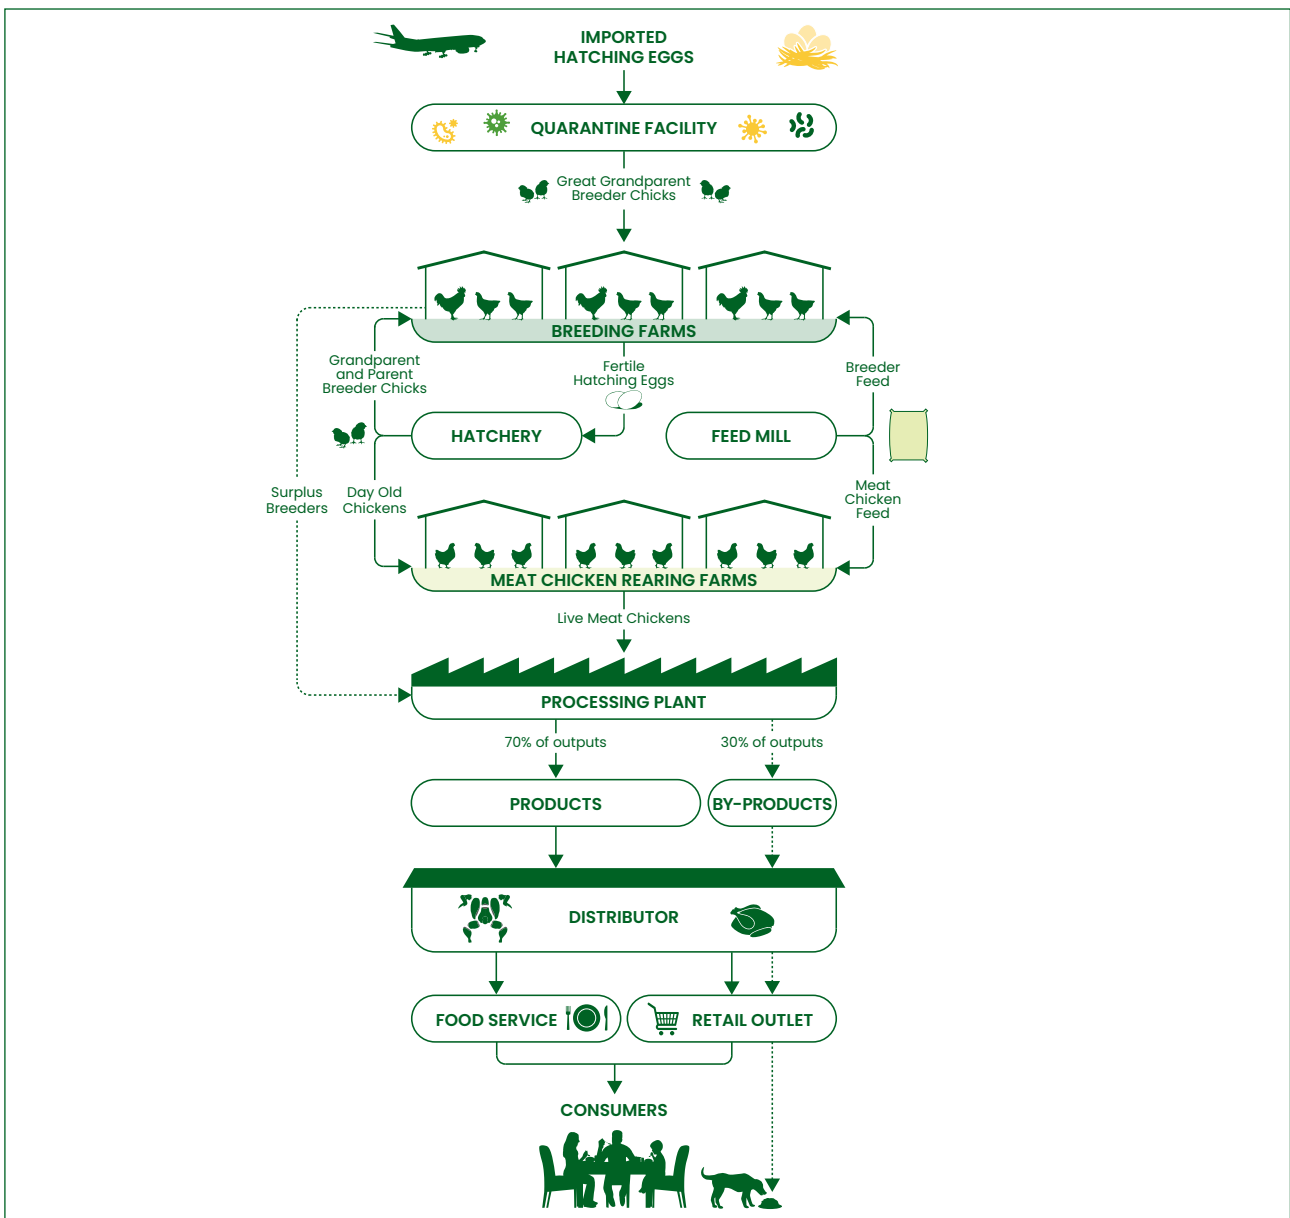 IMPORTED
HATCHING EGGS
QUARANTINE FACILITY
Great Grandparent
Breeder Chicks
BREEDING FARMS
Grandparent
and Parent
Breeder Chicks
Fertile
Hatching Eggs
Breeder
Feed
HATCHERY
FEED MILL
Surplus
Breeders
Day Old
Chickens
Meat
Chicken
Feed
MEAT CHICKEN REARING FARMS
Live Meat Chickens
PROCESSING PLANT
70% of outputs
30% of outputs
PRODUCTS
BY-PRODUCTS
DISTRIBUTOR
FOOD SERVICE
RETAIL OUTLET
CONSUMERS